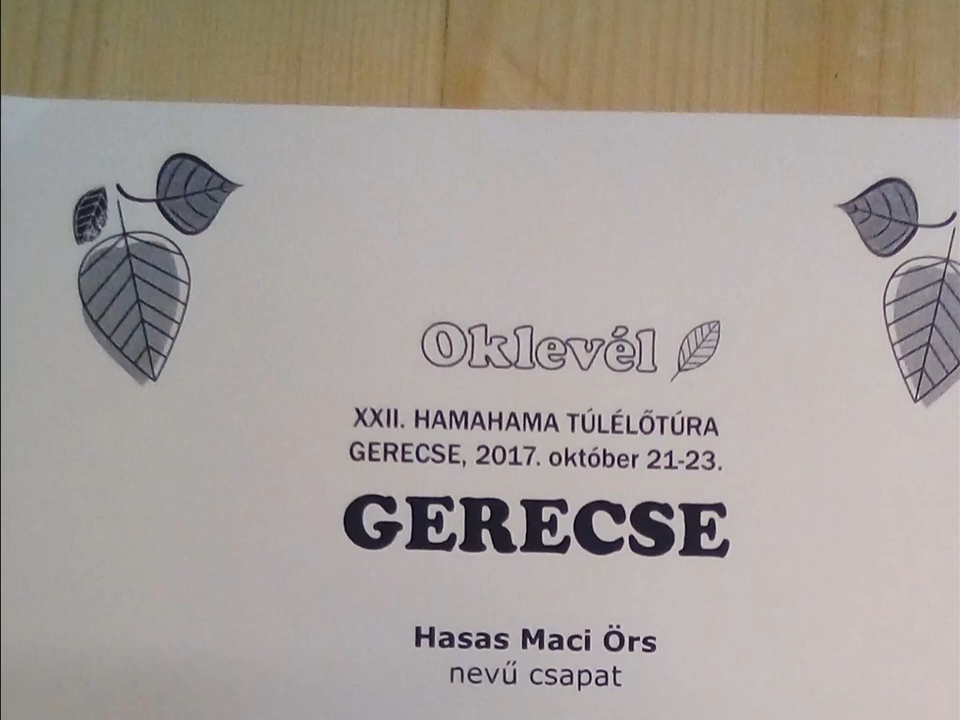 Oklevél
XXII. HAMAHAMA TÚLÉLŐTÚRA
GERECSE, 2017. október 21-23.
GERECSE
Hasas Maci Örs
nevű csapat